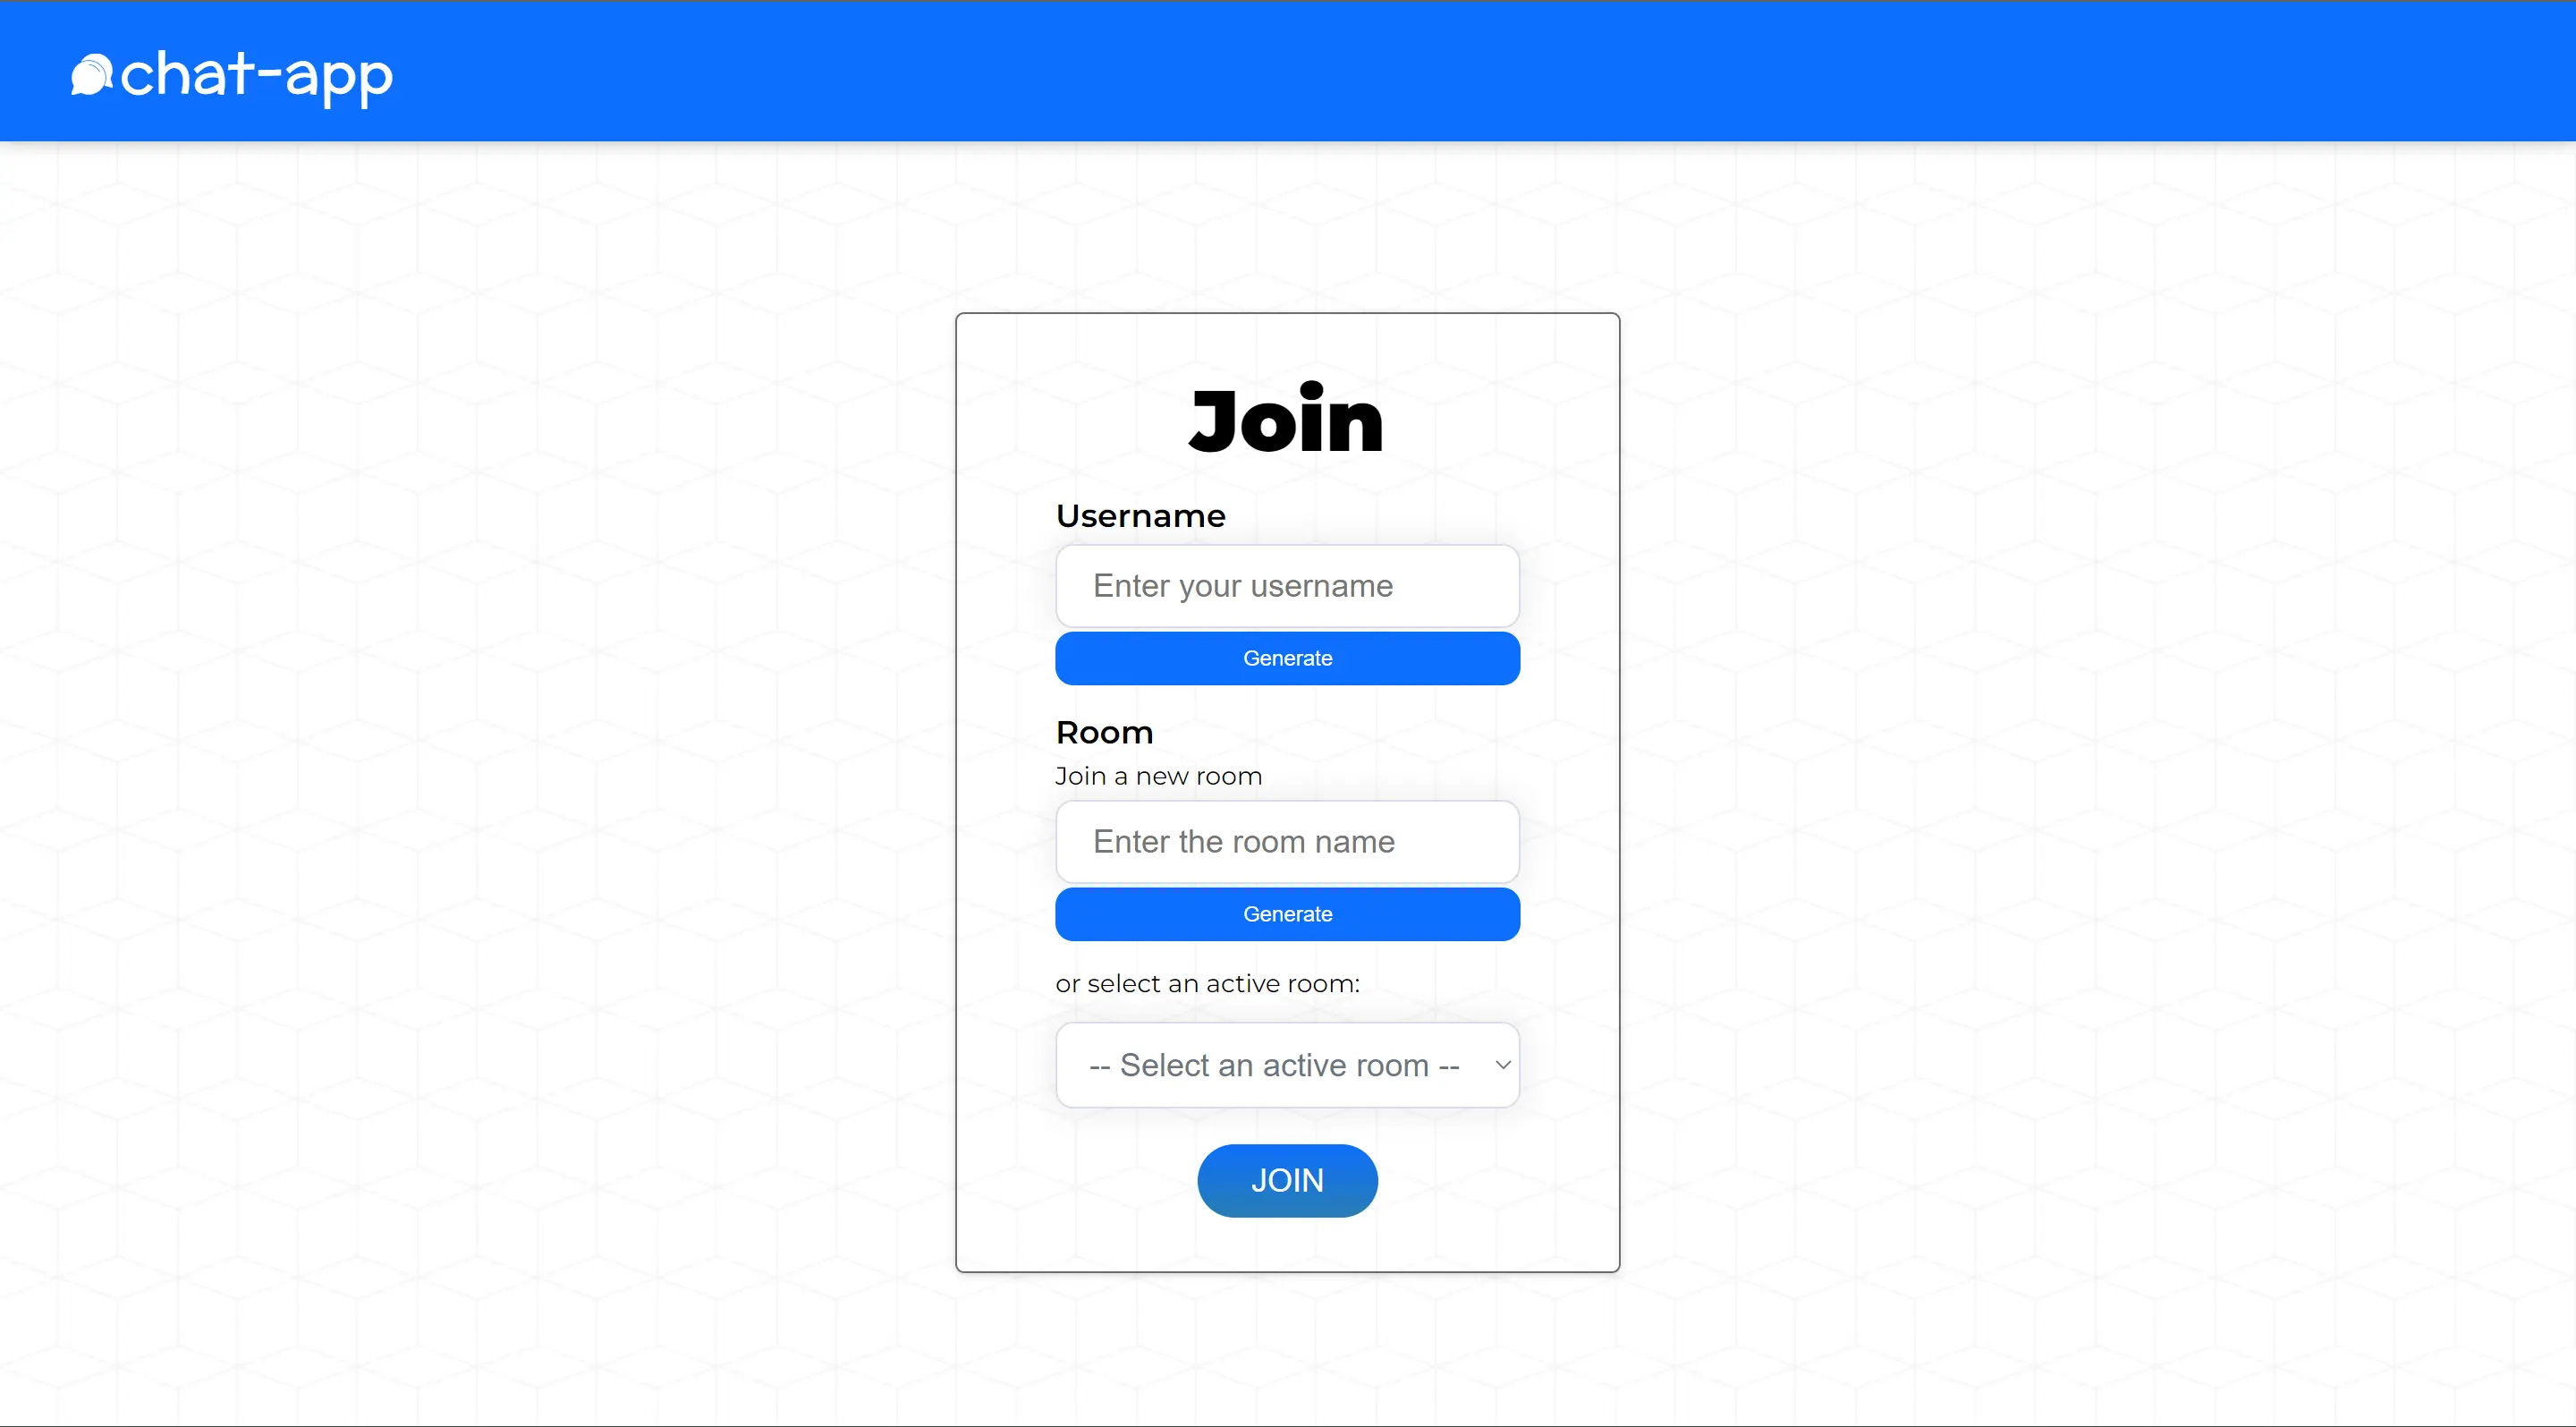 chat-app
Join
Username
Enter your username
Generate
Room
Join a new room
Enter the room name
Generate
or select an active room:
-- Select an active room --
JOIN